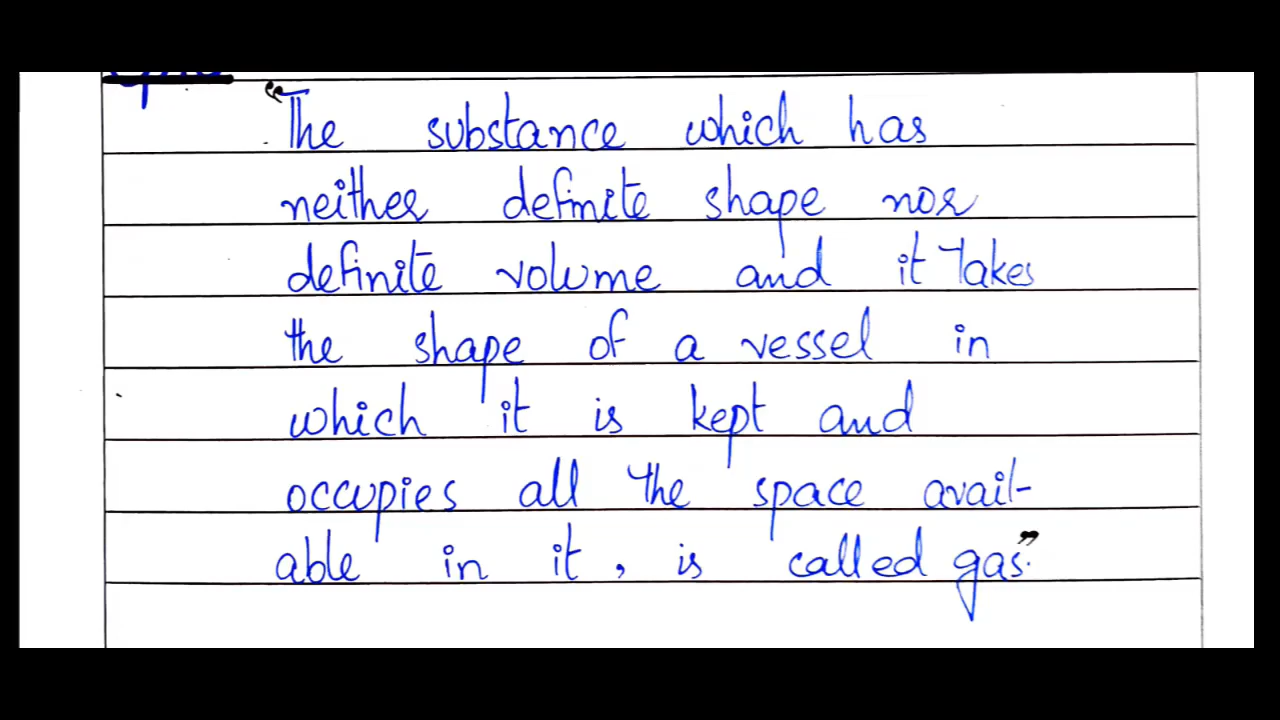 “The substance which has
neither definite shape nor
definite volume and it takes
the shape of a vessel in
which it is kept and
occupies all the space avail-
able in it, is called gas.”